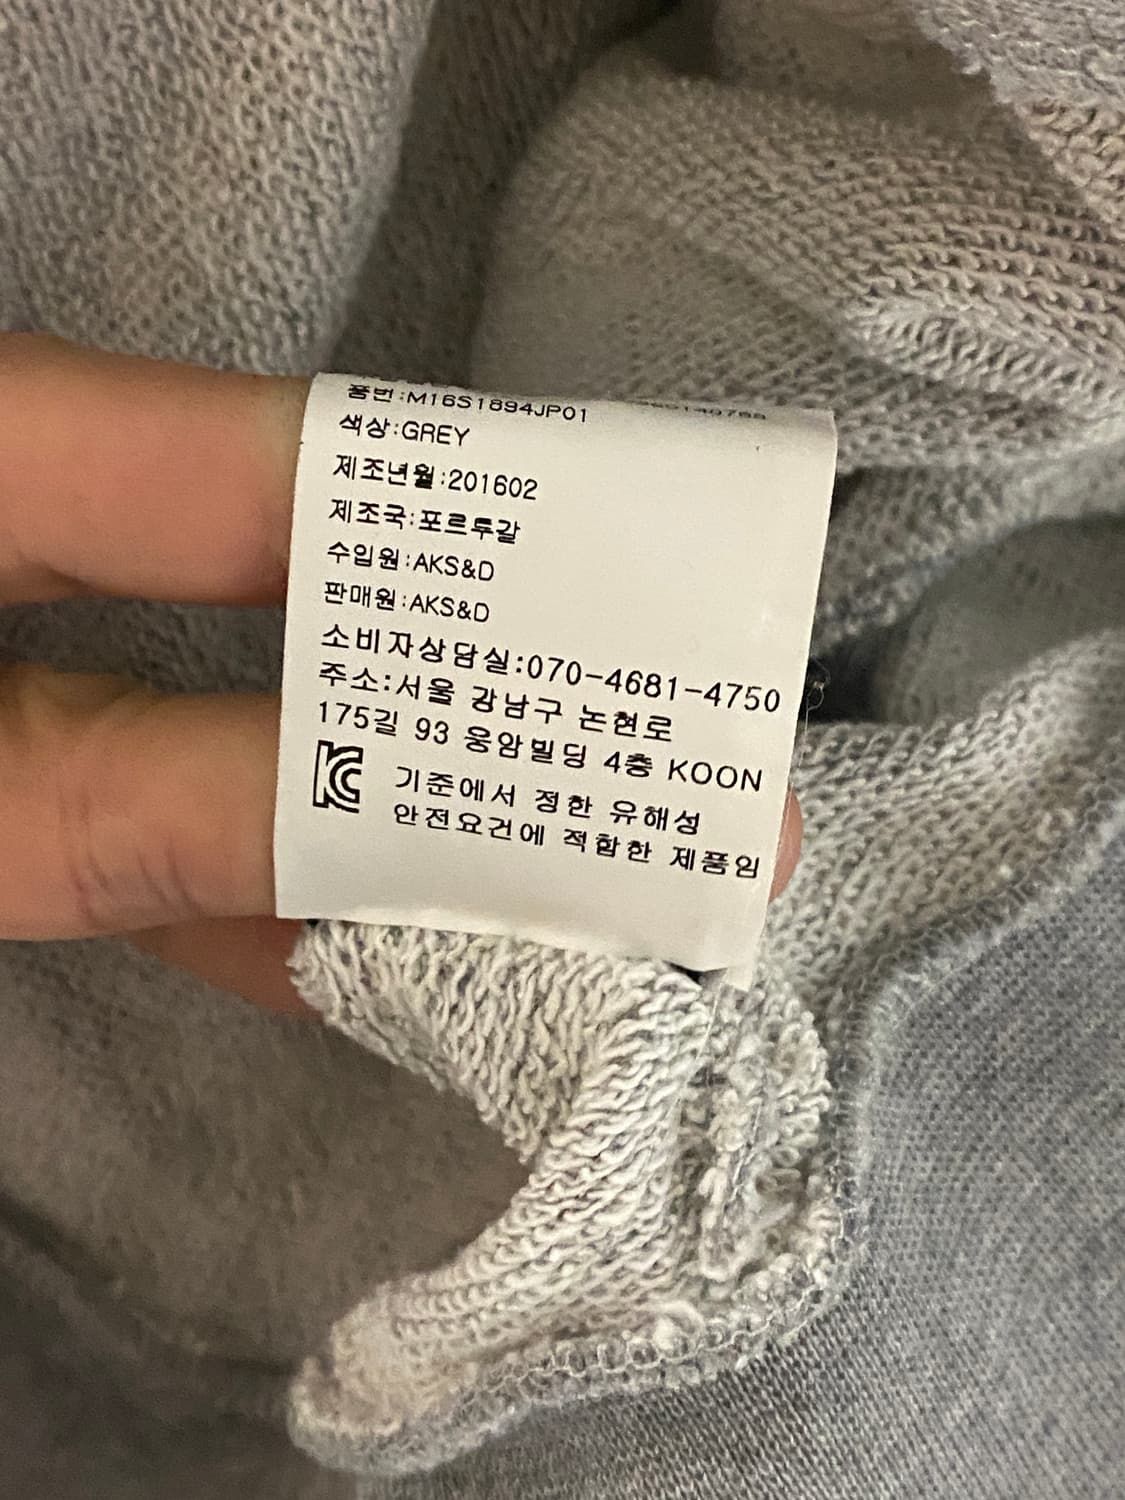 품번:M16S1894JP01
색상:GREY
제조년월:201602
제조국:포르투갈
수입원:AKS&D
판매원:AKS&D
소비자상담실:070-4681-4750
주소:서울 강남구 논현로
175길 93 웅암빌딩 4층 KOON
KC 기준에서 정한 유해성
안전요건에 적합한 제품임